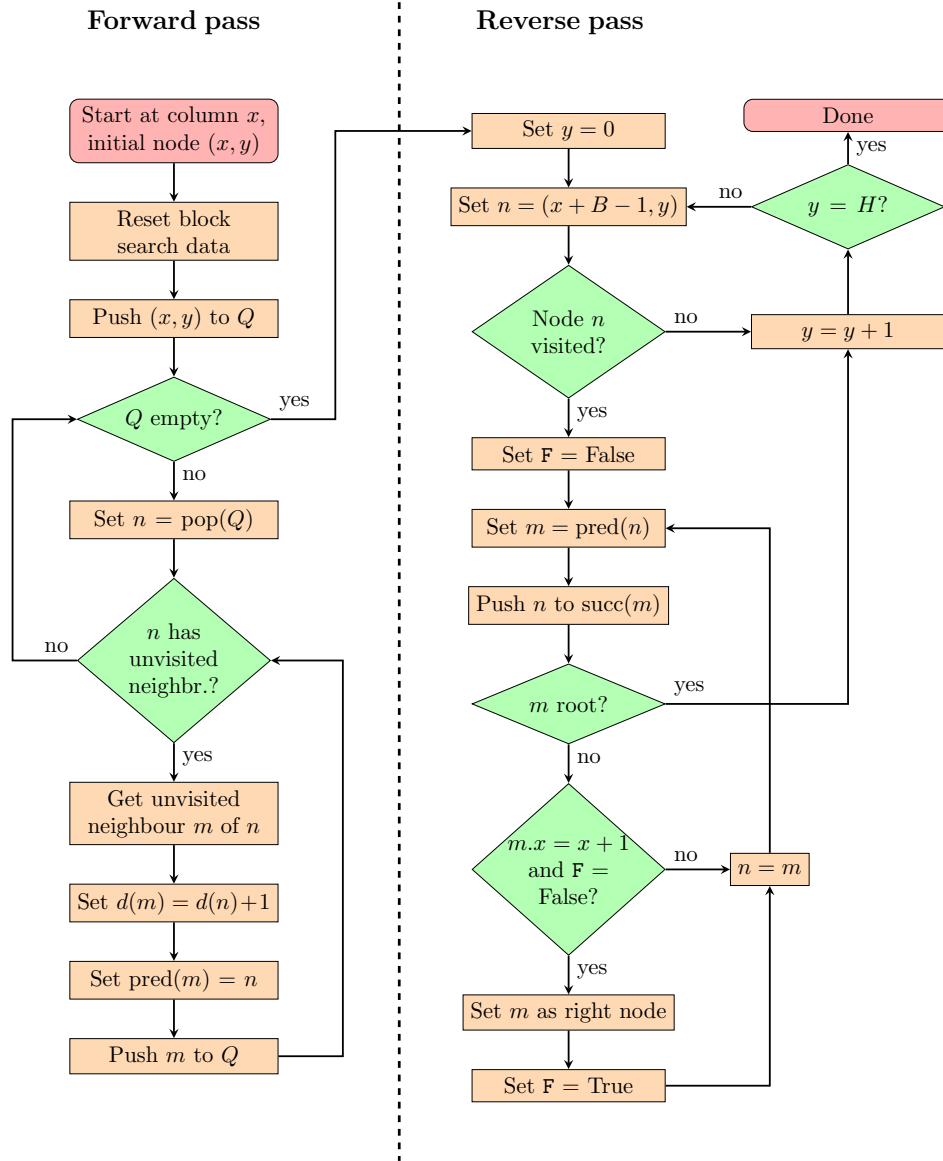 Forward pass
Start at column x,
initial node (x, y)
Reset block
search data
Push (x, y) to Q
Q empty?
yes
no
Set n = pop(Q)
n has
unvisited
neighbr.?
no
yes
Get unvisited
neighbour m of n
Set d(m) = d(n)+1
Set pred(m) = n
Push m to Q
Reverse pass
Set y = 0
Done
yes
Set n = (x + B − 1, y)
no
y = H?
Node n
visited?
no
y = y + 1
yes
Set F = False
Set m = pred(n)
Push n to succ(m)
m root?
yes
no
m.x = x + 1
and F =
False?
no
n = m
yes
Set m as right node
Set F = True